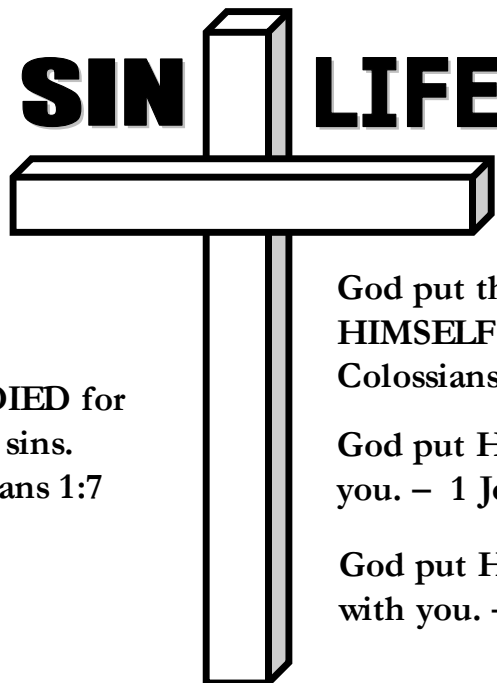 SIN LIFE
DIED for
sins.
ans 1:7
God put th
HIMSELF
Colossians
God put H
you. – 1 Jo
God put H
with you. -